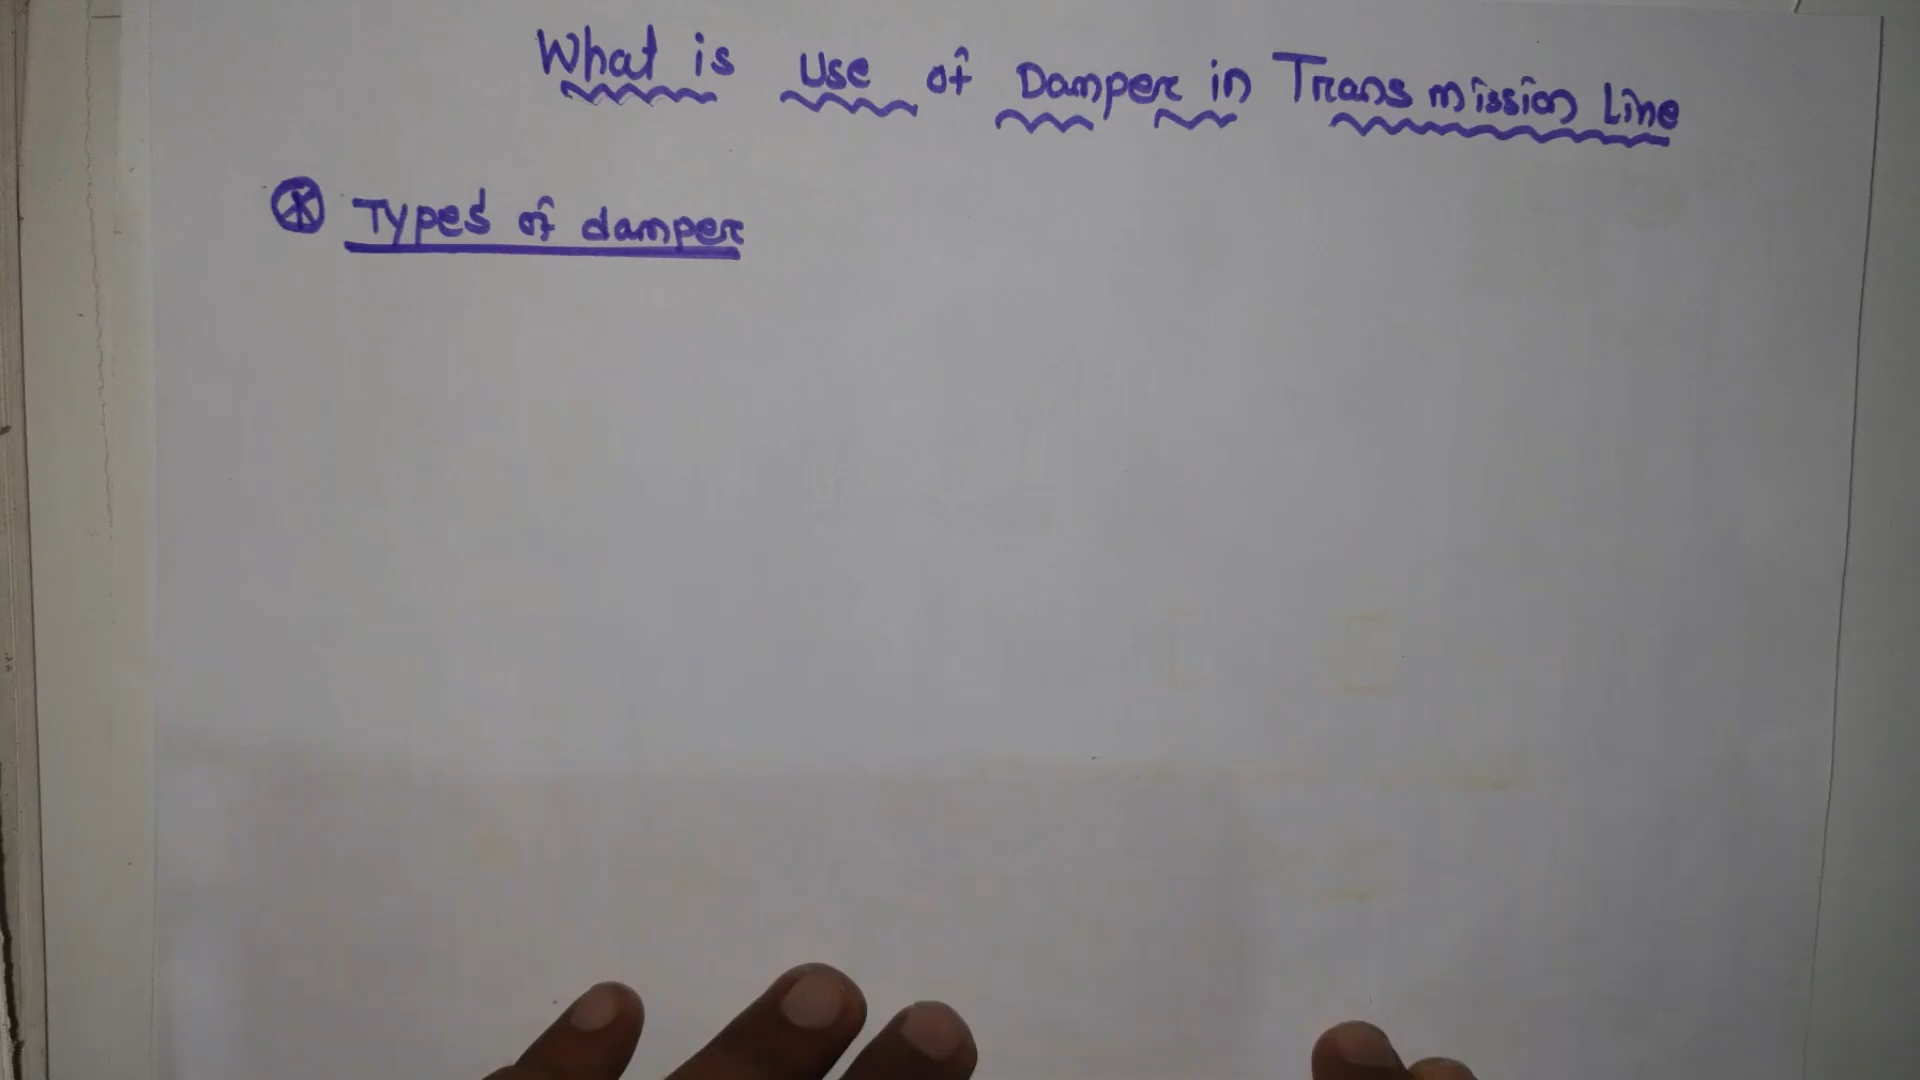 What is Use of Damper in Transmission Line
Types of damper